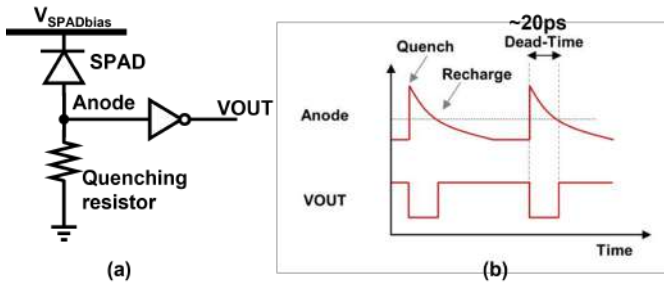 V_SPADbias
SPAD
Anode
VOUT
Quenching
resistor
(a)
~20ps
Dead-Time
Quench
Recharge
Anode
VOUT
Time
(b)